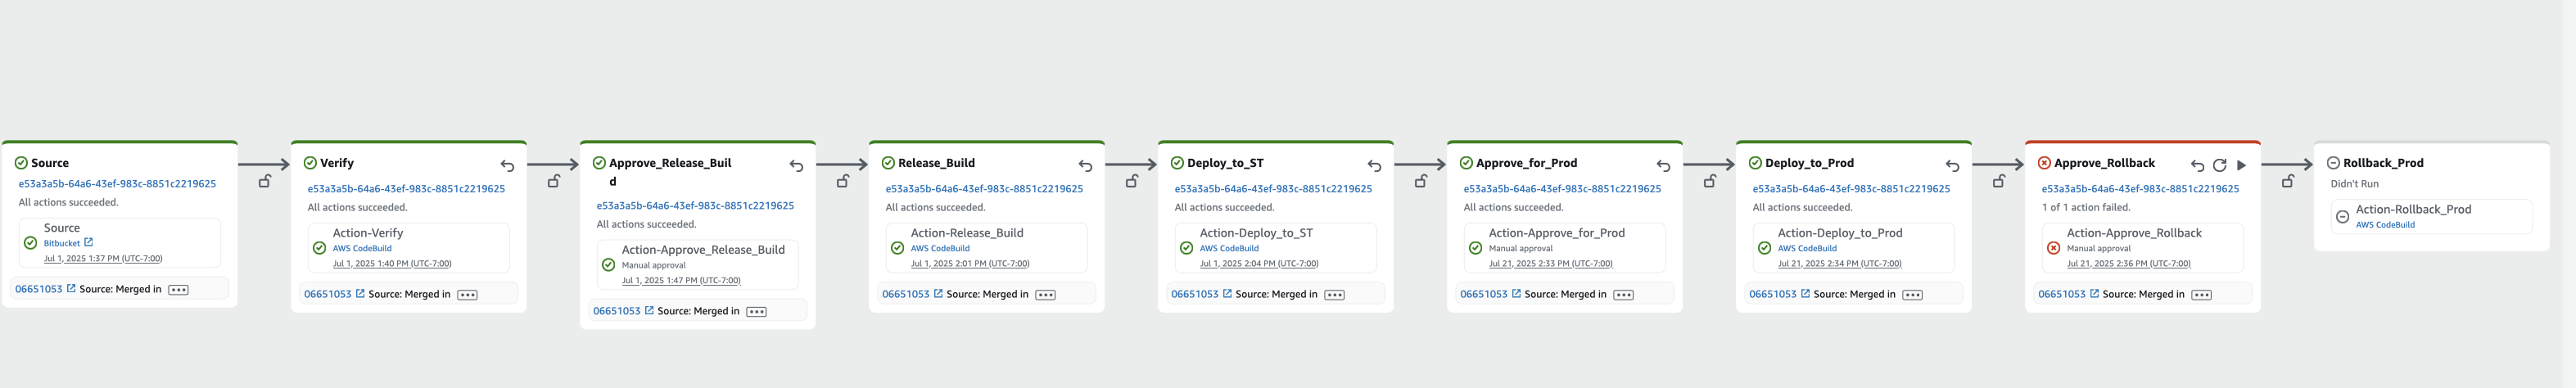 Source
e53a3a5b-64a6-43ef-983c-8851c2219625
All actions succeeded.
Source
Bitbucket
Jul 1, 2025 1:37 PM (UTC-7:00)
06651053 Source: Merged in
Verify
e53a3a5b-64a6-43ef-983c-8851c2219625
All actions succeeded.
Action-Verify
AWS CodeBuild
Jul 1, 2025 1:40 PM (UTC-7:00)
06651053 Source: Merged in
Approve_Release_Buil
d
e53a3a5b-64a6-43ef-983c-8851c2219625
All actions succeeded.
Action-Approve_Release_Build
Manual approval
Jul 1, 2025 1:47 PM (UTC-7:00)
06651053 Source: Merged in
Release_Build
e53a3a5b-64a6-43ef-983c-8851c2219625
All actions succeeded.
Action-Release_Build
AWS CodeBuild
Jul 1, 2025 2:01 PM (UTC-7:00)
06651053 Source: Merged in
Deploy_to_ST
e53a3a5b-64a6-43ef-983c-8851c2219625
All actions succeeded.
Action-Deploy_to_ST
AWS CodeBuild
Jul 1, 2025 2:04 PM (UTC-7:00)
06651053 Source: Merged in
Approve_for_Prod
e53a3a5b-64a6-43ef-983c-8851c2219625
All actions succeeded.
Action-Approve_for_Prod
Manual approval
Jul 21, 2025 2:33 PM (UTC-7:00)
06651053 Source: Merged in
Deploy_to_Prod
e53a3a5b-64a6-43ef-983c-8851c2219625
All actions succeeded.
Action-Deploy_to_Prod
AWS CodeBuild
Jul 21, 2025 2:34 PM (UTC-7:00)
06651053 Source: Merged in
Approve_Rollback
e53a3a5b-64a6-43ef-983c-8851c2219625
1 of 1 action failed.
Action-Approve_Rollback
Manual approval
Jul 21, 2025 2:36 PM (UTC-7:00)
06651053 Source: Merged in
Rollback_Prod
Didn't Run
Action-Rollback_Prod
AWS CodeBuild